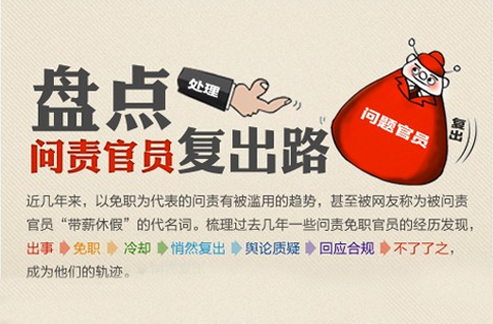 盘点
处理
问责官员复出路
问题官员
复出
近几年来，以免职为代表的问责有被滥用的趋势，甚至被网友称为被问责
官员“带薪休假”的代名词。梳理过去几年一些问责免职官员的经历发现，
出事 免职 冷却 悄然复出 舆论质疑 回应合规 不了了之，
成为他们的轨迹。